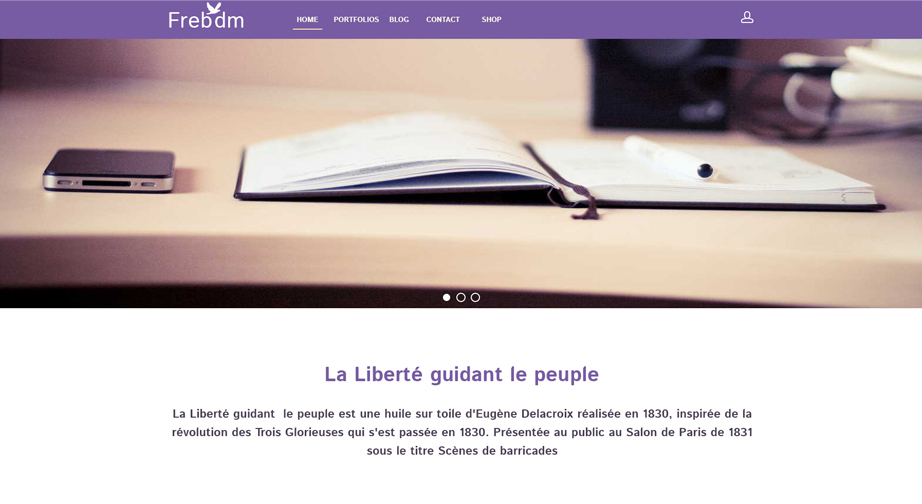 Frebdm
HOME PORTFOLIOS BLOG CONTACT SHOP
La Liberté guidant le peuple
La Liberté guidant  le peuple est une huile sur toile d'Eugène Delacroix réalisée en 1830, inspirée de la
révolution des Trois Glorieuses qui s'est passée en 1830. Présentée au public au Salon de Paris de 1831
sous le titre Scènes de barricades